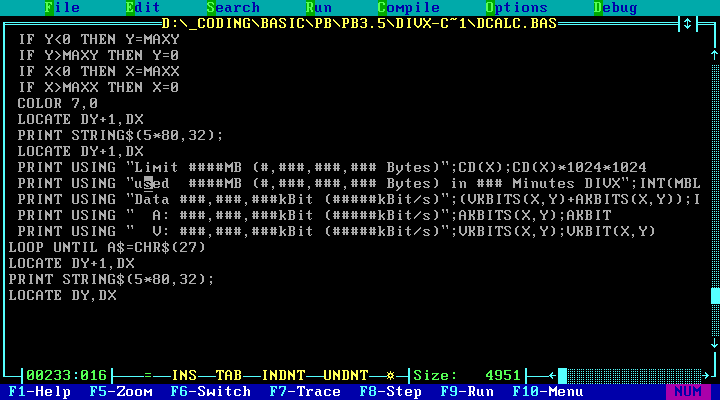 File Edit Search Run Compile Options Debug
D:\_CODING\BASIC\PB\PB3.5\DIVX-C~1\DCALC.BAS
IF Y<0 THEN Y=MAXY
IF Y>MAXY THEN Y=0
IF X<0 THEN X=MAXX
IF X>MAXX THEN X=0
COLOR 7,0
LOCATE DY+1,DX
PRINT STRING$(5*80,32);
LOCATE DY+1,DX
PRINT USING "Limit ####MB (#,###,###,### Bytes)";CD(X);CD(X)*1024*1024
PRINT USING "used  ####MB (#,###,###,### Bytes) in ### Minutes DIVX";INT(MBL
PRINT USING "Data ###,###,###kBit (#####kBit/s)";(VKBITS(X,Y)+AKBITS(X,Y));I
PRINT USING "  A: ###,###,###kBit (#####kBit/s)";AKBITS(X,Y);AKBIT
PRINT USING "  V: ###,###,###kBit (#####kBit/s)";VKBITS(X,Y);VKBIT(X,Y)
LOOP UNTIL A$=CHR$(27)
LOCATE DY+1,DX
PRINT STRING$(5*80,32);
LOCATE DY,DX
00233:016 = INS TAB INDNT UNDNT Size: 4951
F1-Help F5-Zoom F6-Switch F7-Trace F8-Step F9-Run F10-Menu NUM